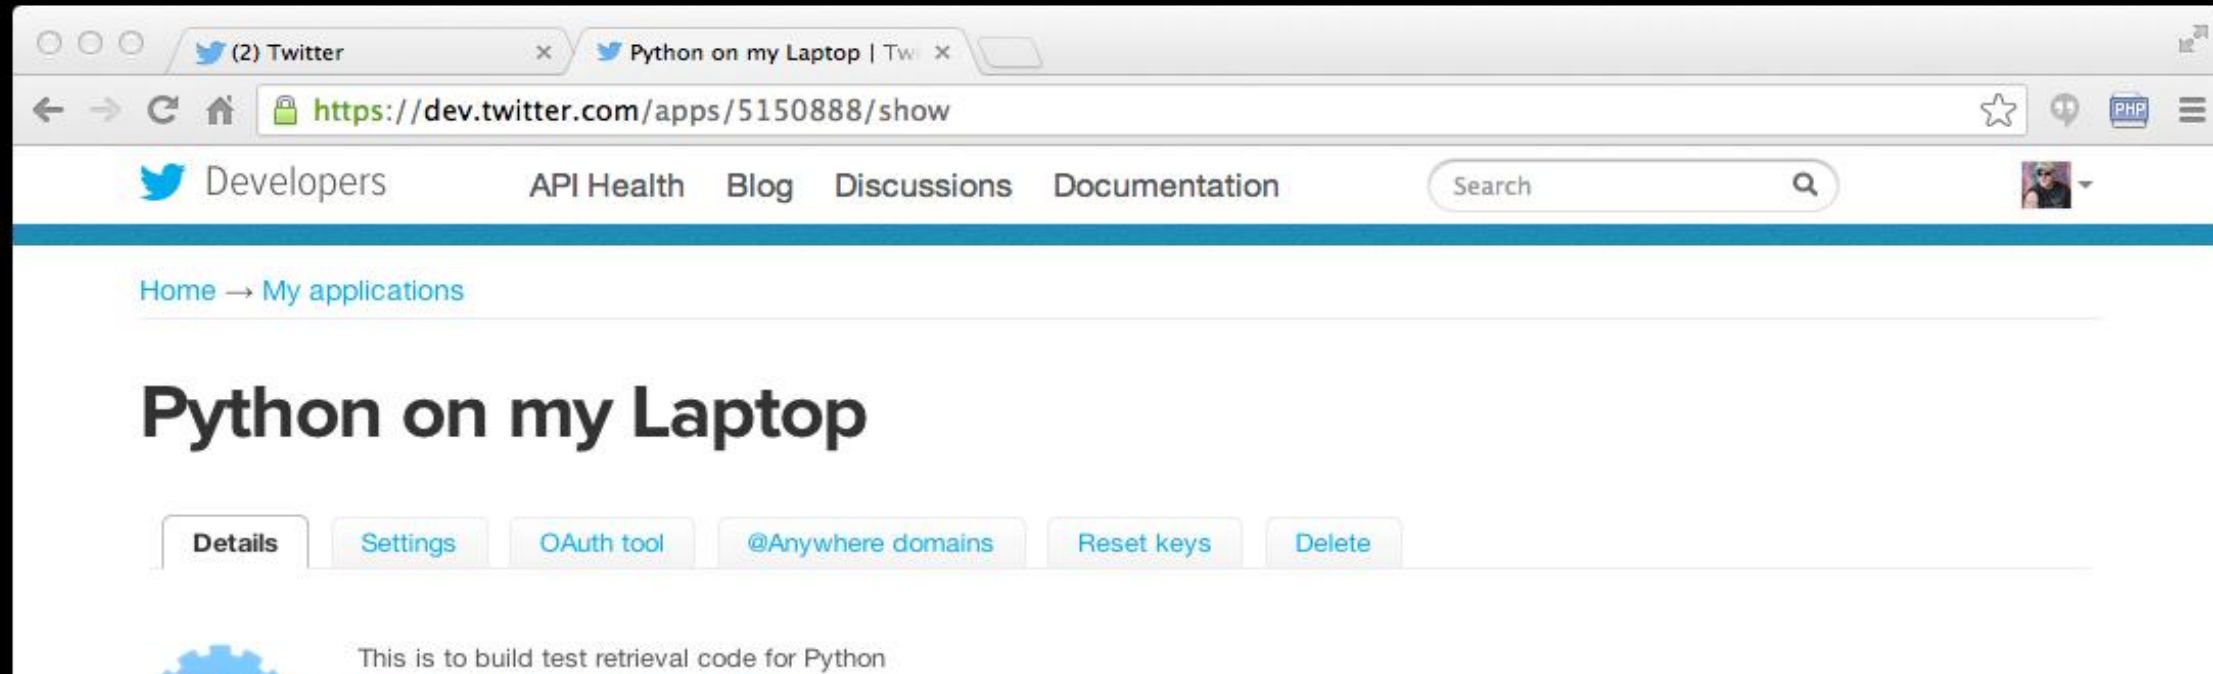 (2) Twitter
Python on my Laptop | Tw
https://dev.twitter.com/apps/5150888/show
PHP
Developers API Health Blog Discussions Documentation Search
Home → My applications
Python on my Laptop
Details Settings OAuth tool @Anywhere domains Reset keys Delete
This is to build test retrieval code for Python